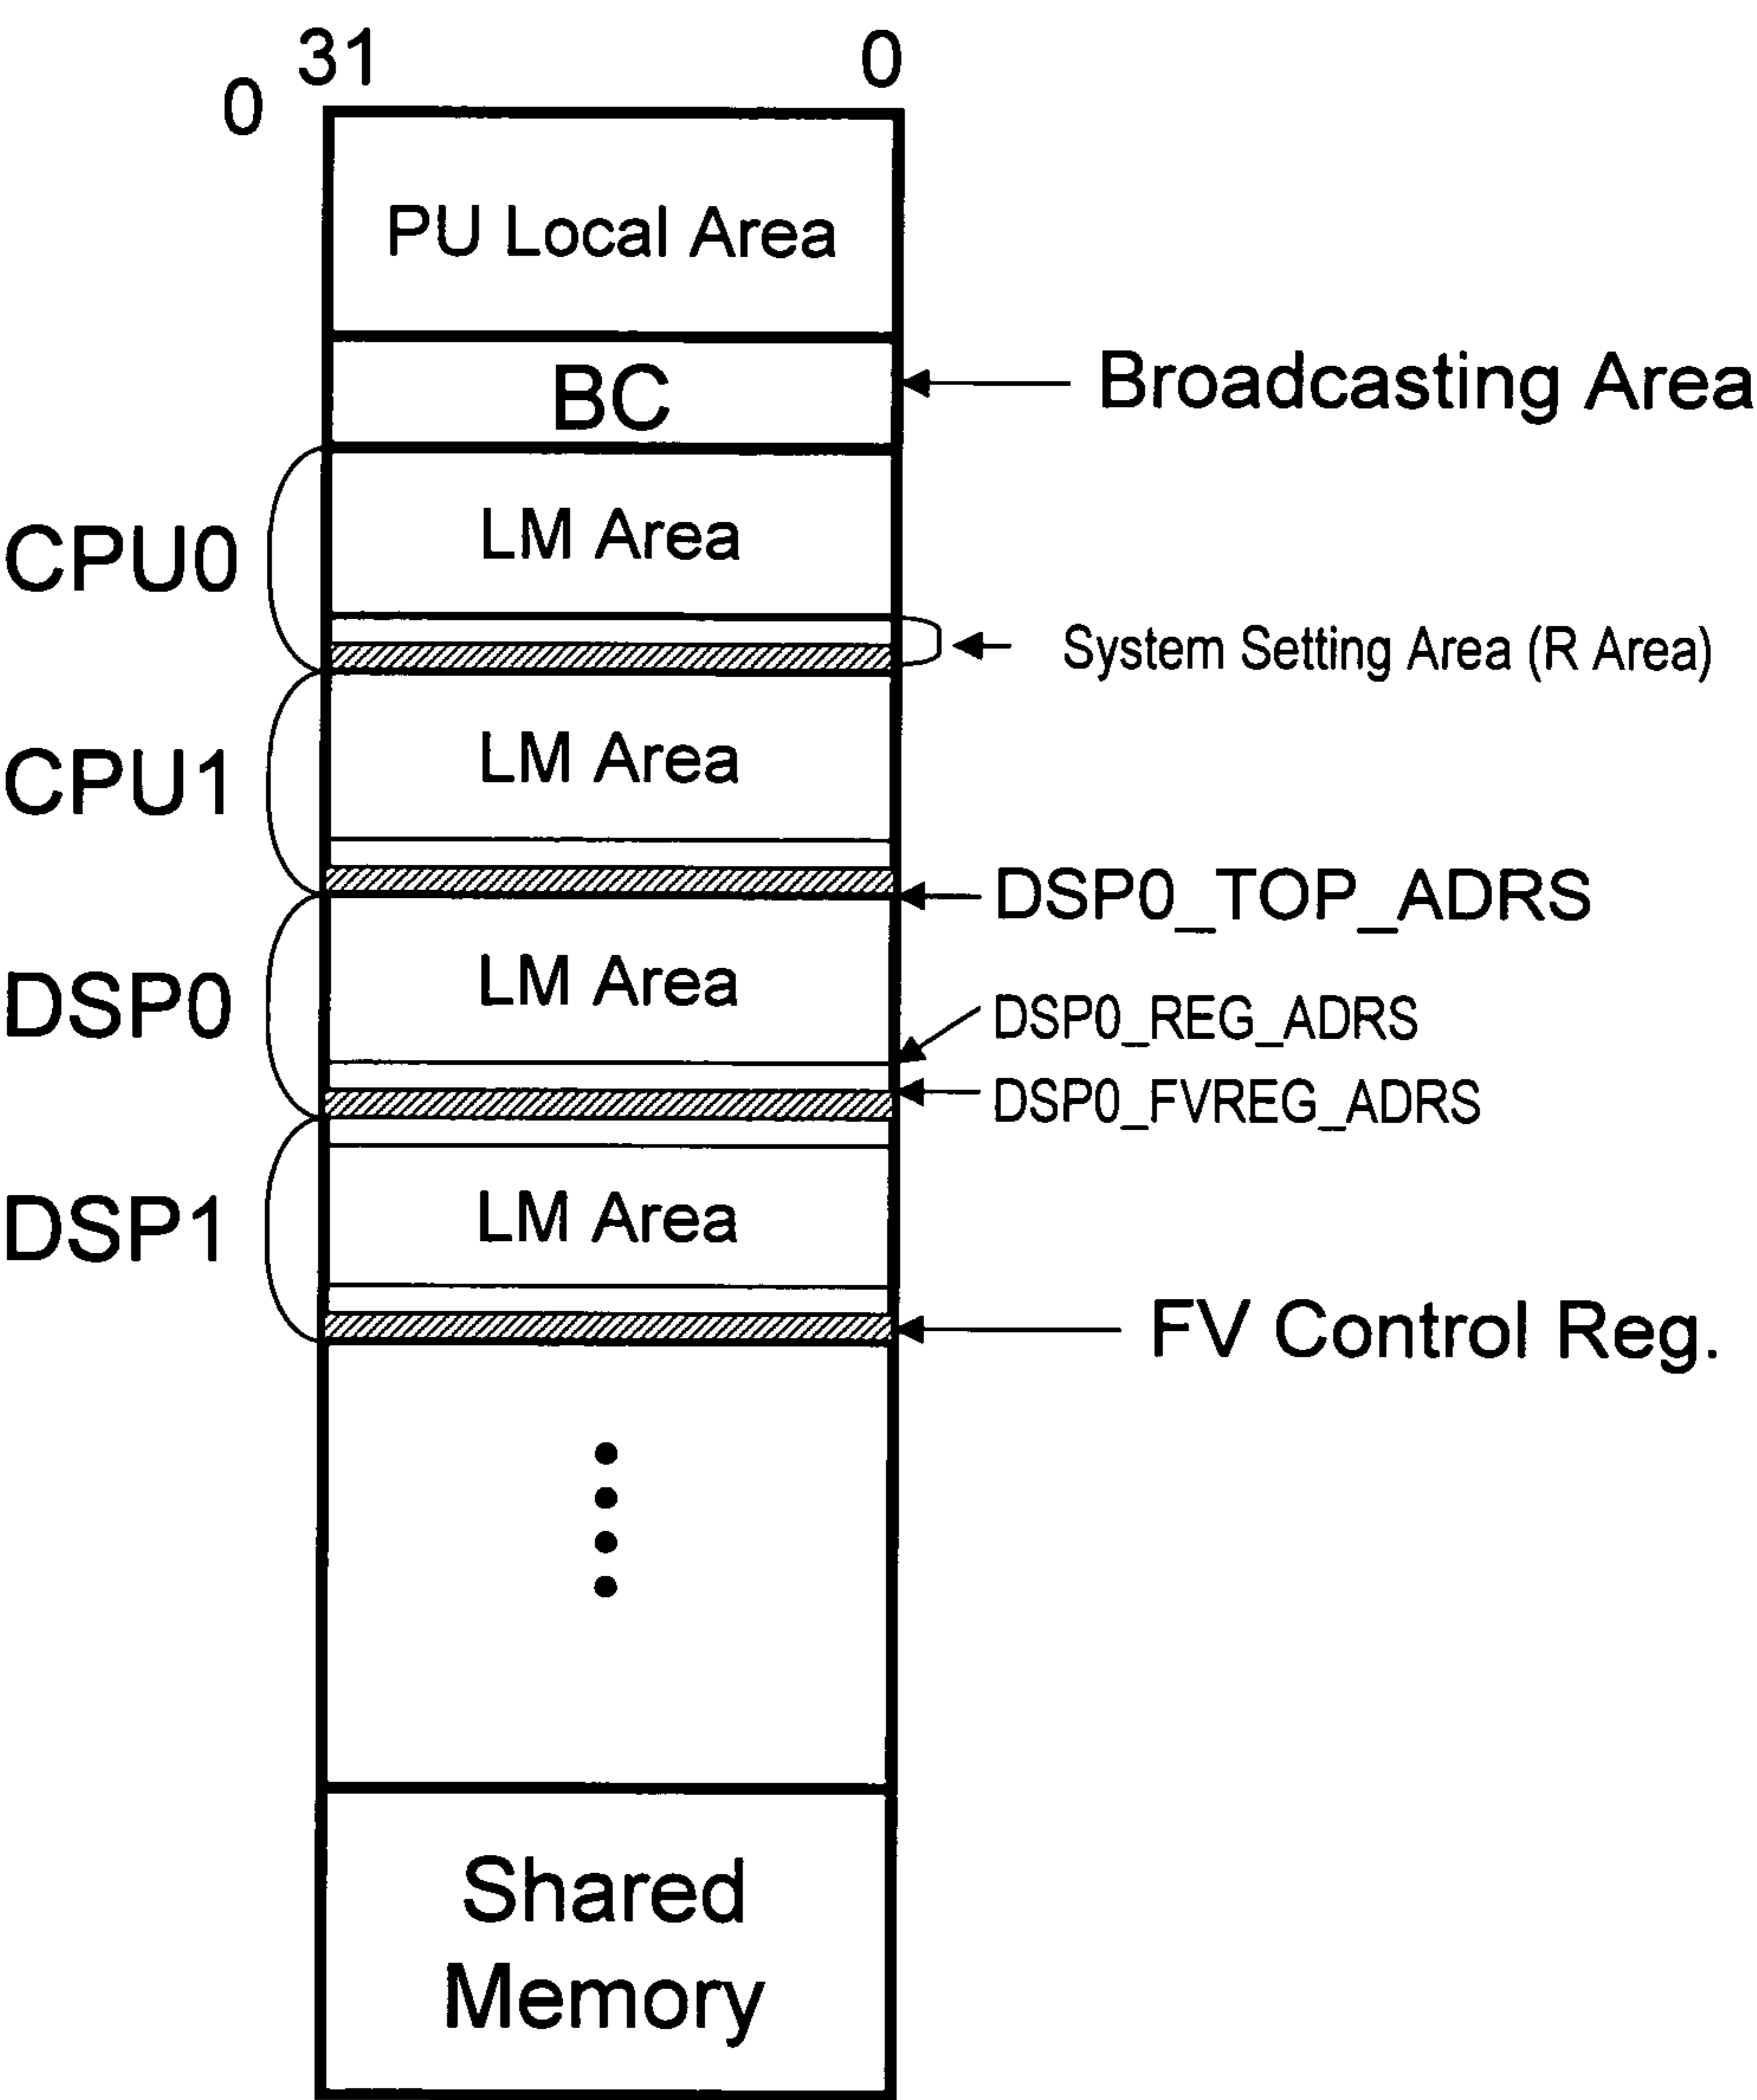 31 0
0
PU Local Area
BC
Broadcasting Area
CPU0
LM Area
System Setting Area (R Area)
CPU1
LM Area
DSP0_TOP_ADRS
DSP0
LM Area
DSP0_REG_ADRS
DSP0_FVREG_ADRS
DSP1
LM Area
FV Control Reg.
Shared
Memory